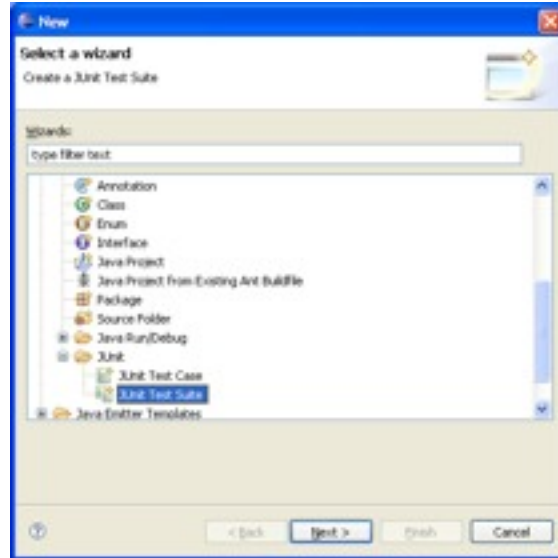 New
Select a wizard
Create a JUnit Test Suite
Wizards:
type filter text
Annotation
Class
Enum
Interface
Java Project
Java Project from Existing Ant Buildfile
Package
Source Folder
Java Run/Debug
JUnit
JUnit Test Case
JUnit Test Suite
Java Emitter Templates
< Back Next > Finish Cancel